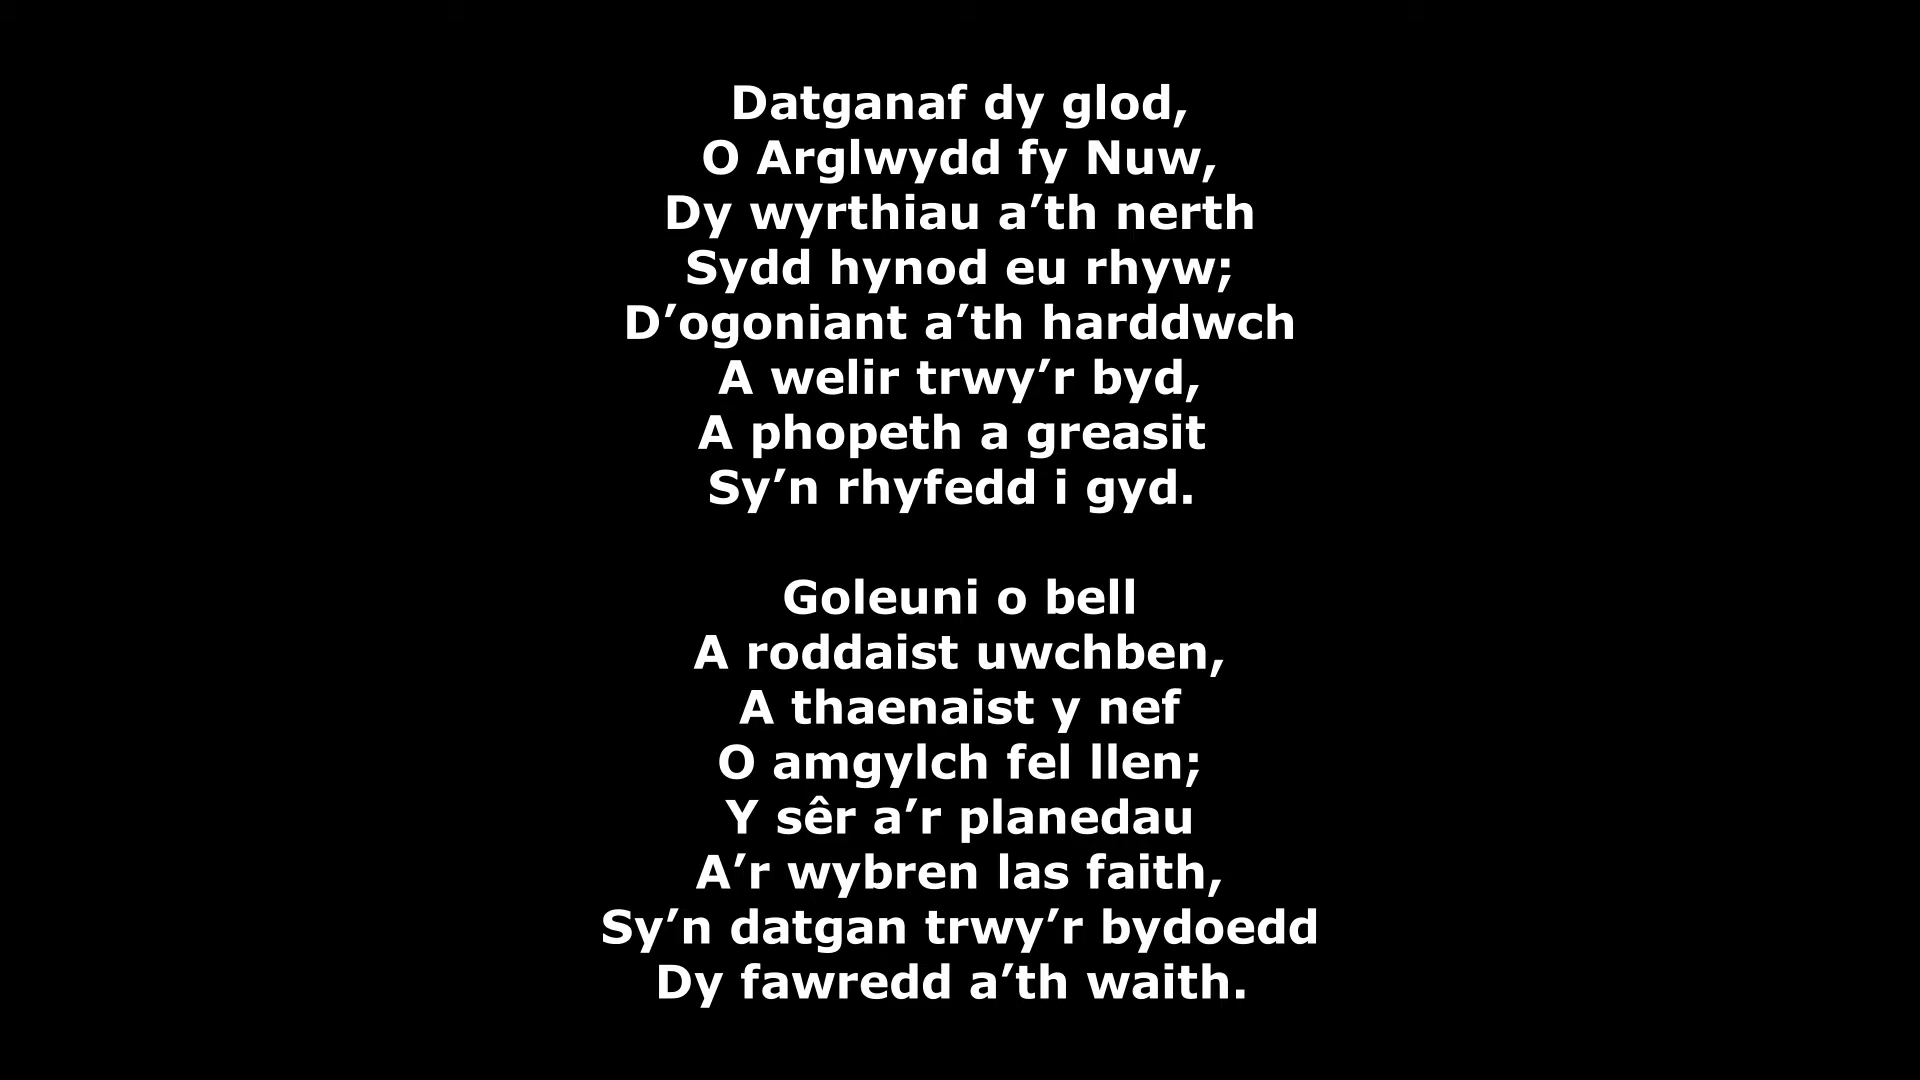 Datganaf dy glod,
O Arglwydd fy Nuw,
Dy wyrthiau a’th nerth
Sydd hynod eu rhyw;
D’ogoniant a’th harddwch
A welir trwy’r byd,
A phopeth a greasit
Sy’n rhyfedd i gyd.

Goleuni o bell
A roddaist uwchben,
A thaenaist y nef
O amgylch fel llen;
Y sêr a’r planedau
A’r wybren las faith,
Sy’n datgan trwy’r bydoedd
Dy fawredd a’th waith.